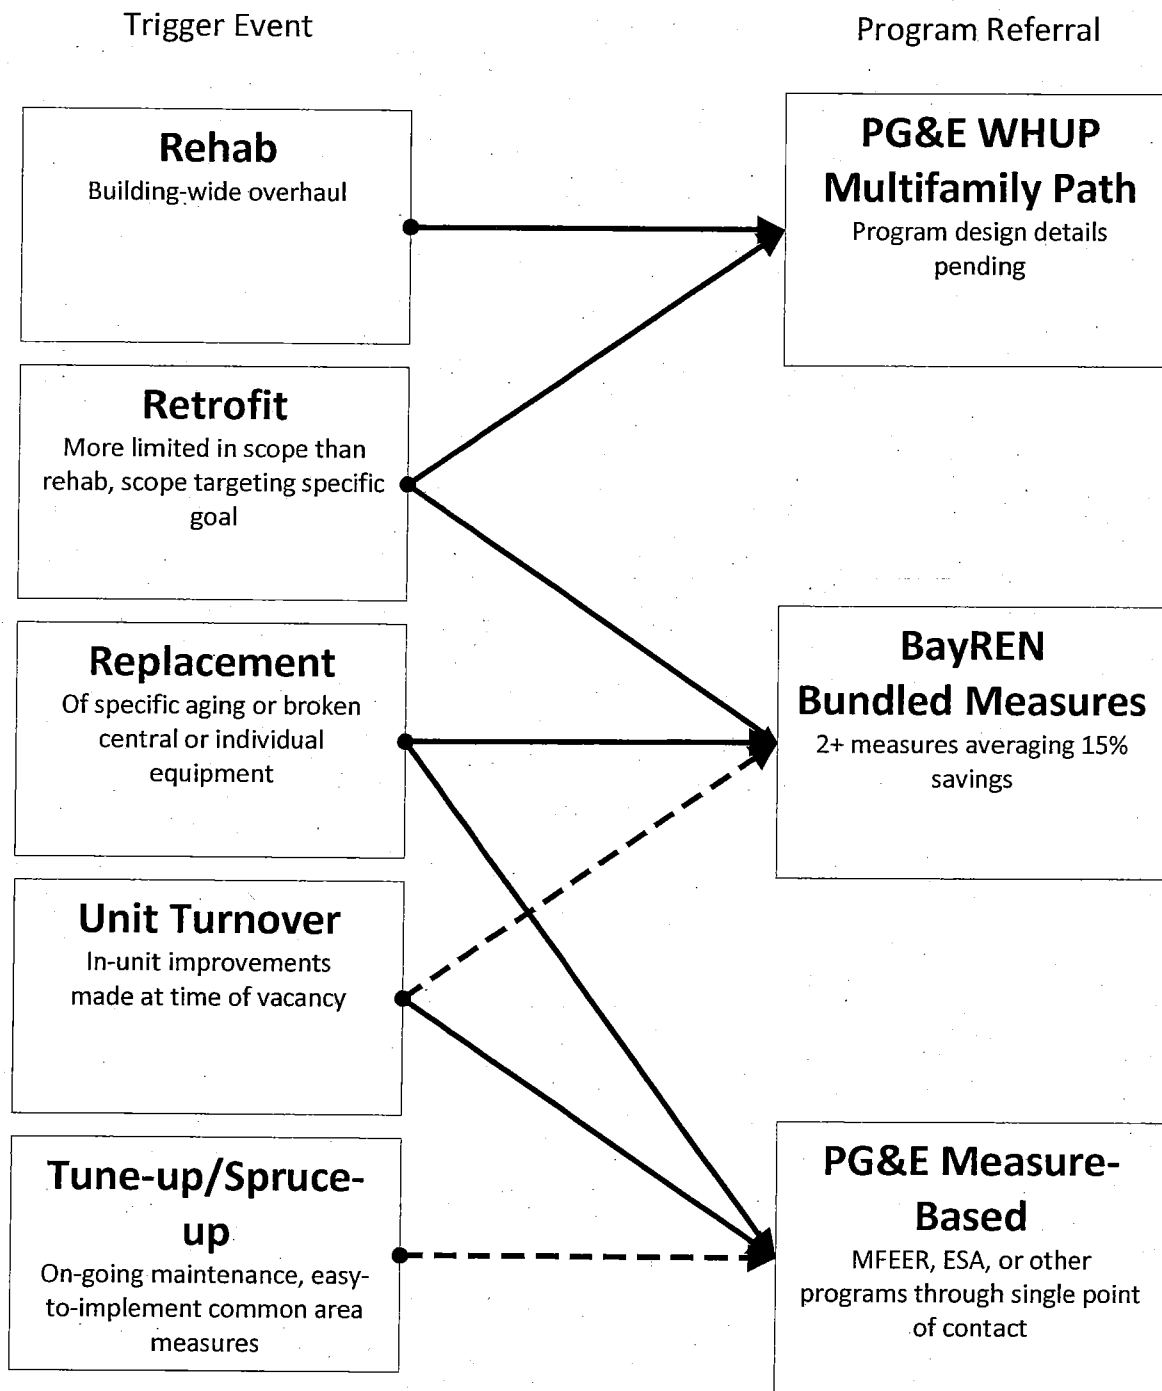 Trigger Event
Program Referral
Rehab
Building-wide overhaul
Retrofit
More limited in scope than
rehab, scope targeting specific
goal
Replacement
Of specific aging or broken
central or individual
equipment
Unit Turnover
In-unit improvements
made at time of vacancy
Tune-up/Spruce-
up
On-going maintenance, easy-
to-implement common area
measures
PG&E WHUP
Multifamily Path
Program design details
pending
BayREN
Bundled Measures
2+ measures averaging 15%
savings
PG&E Measure-
Based
MFEER, ESA, or other
programs through single point
of contact